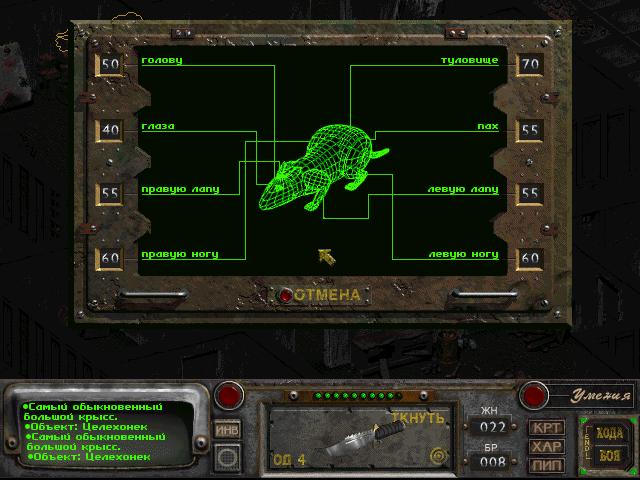 50 голову туловище 70
40 глаза пах 55
55 правую лапу левую лапу 55
60 правую ногу левую ногу 60
ОТМЕНА
•Самый обыкновенный
большой крысс.
•Объект: Целехонек
•Самый обыкновенный
большой крысс.
•Объект: Целехонек
ИНВ
ТКНУТЬ
ОД 4
ЖН
022
БР
008
Умения
КРТ
ХАР
ПИП
ХОДА
БОЯ